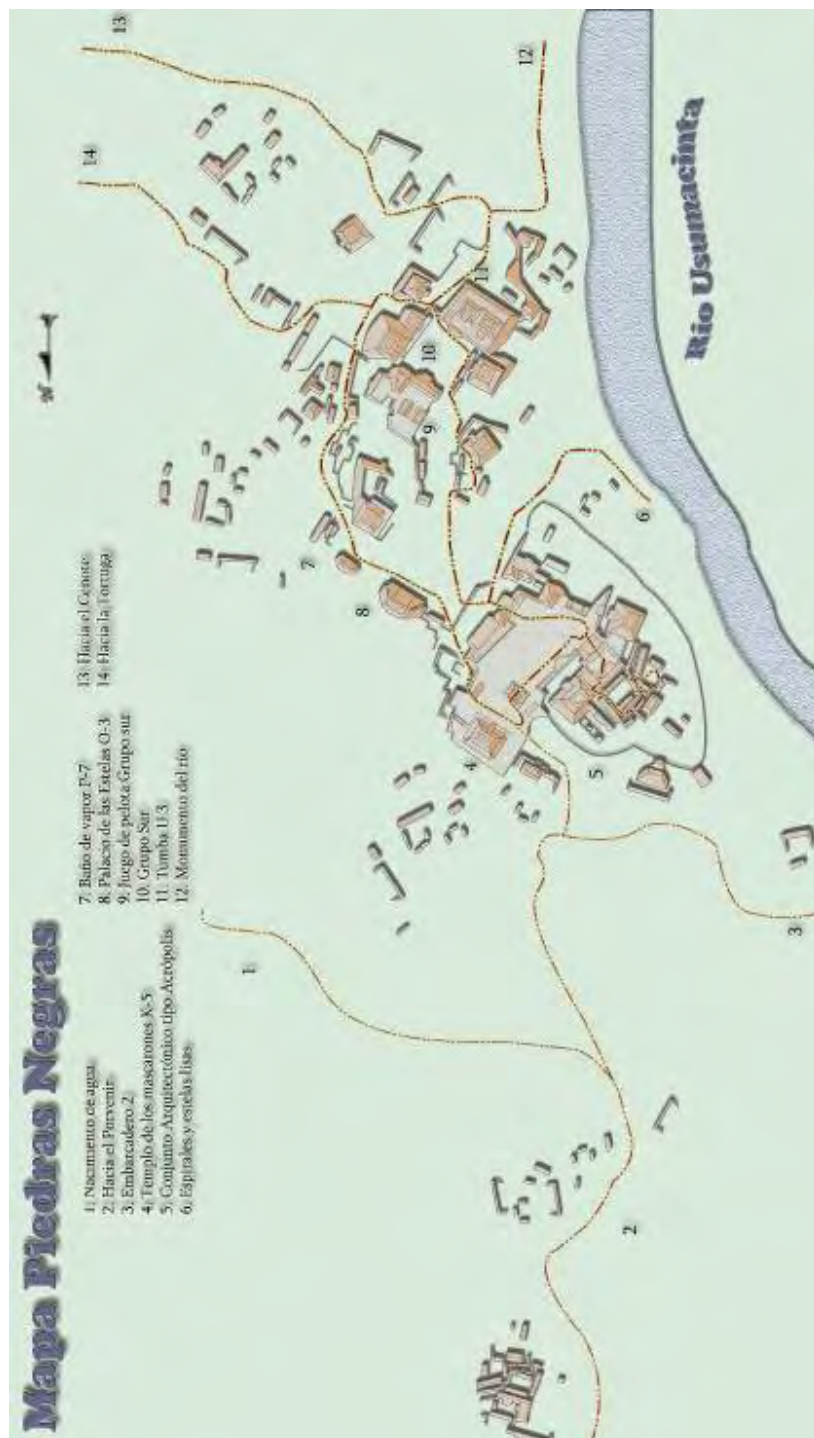 Mapa Piedras Negras
1. Nacimiento de agua
2. Hacia el Porvenir
3. Embarcadero 2
4. Templo de los mascarones K-5
5. Conjunto Arquitectónico tipo Acrópolis
6. Espirales y estelas lisas
7. Baño de vapor P-7
8. Palacio de las Estelas O-3
9. Juego de pelota Grupo sur
10. Grupo Sur
11. Tumba U-3
12. Monumento del río
13. Hacia el Cenote
14. Hacia la Tortuga
N
Río Usumacinta
1
2
3
4
5
6
7
8
9
10
11
12
13
14